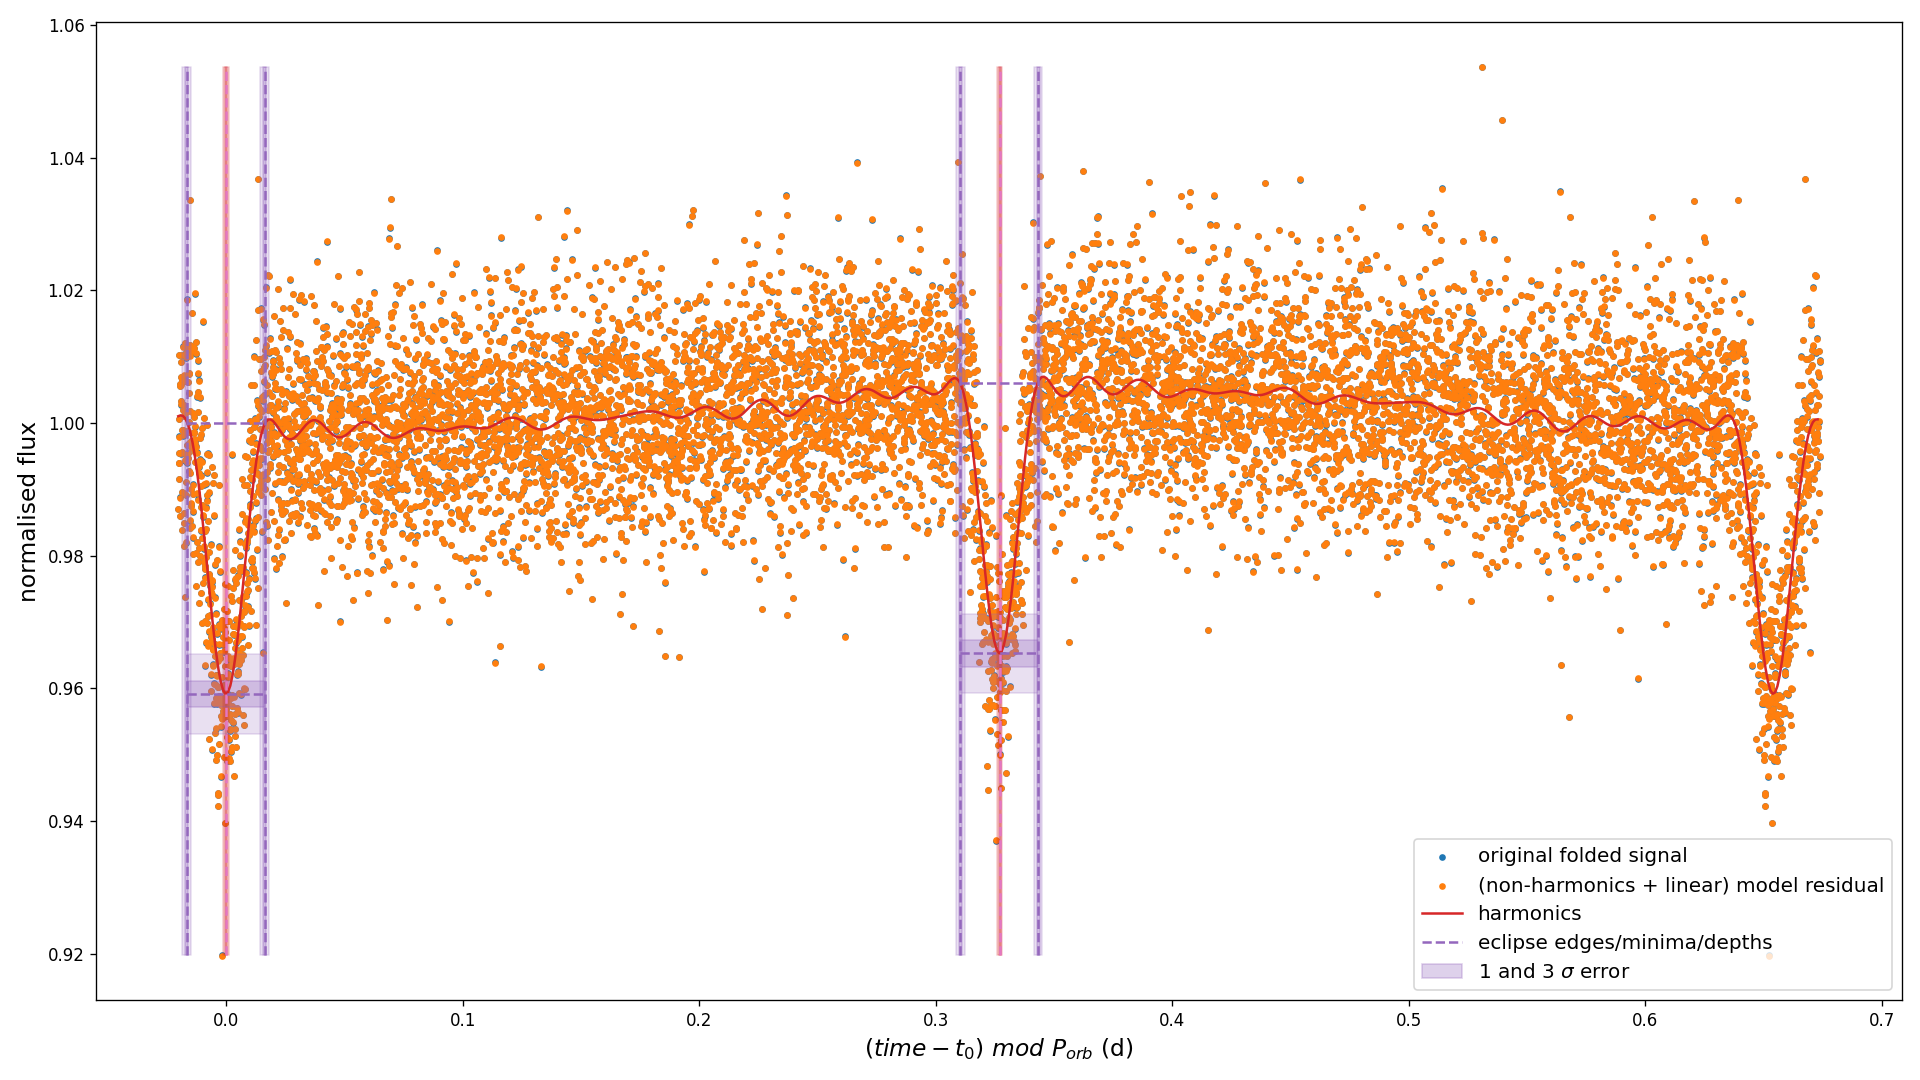 1.06
1.04
1.02
1.00
0.98
0.96
0.94
0.92
normalised flux
0.0 0.1 0.2 0.3 0.4 0.5 0.6 0.7
(time − t₀) mod P_orb (d)
original folded signal
(non-harmonics + linear) model residual
harmonics
eclipse edges/minima/depths
1 and 3 σ error